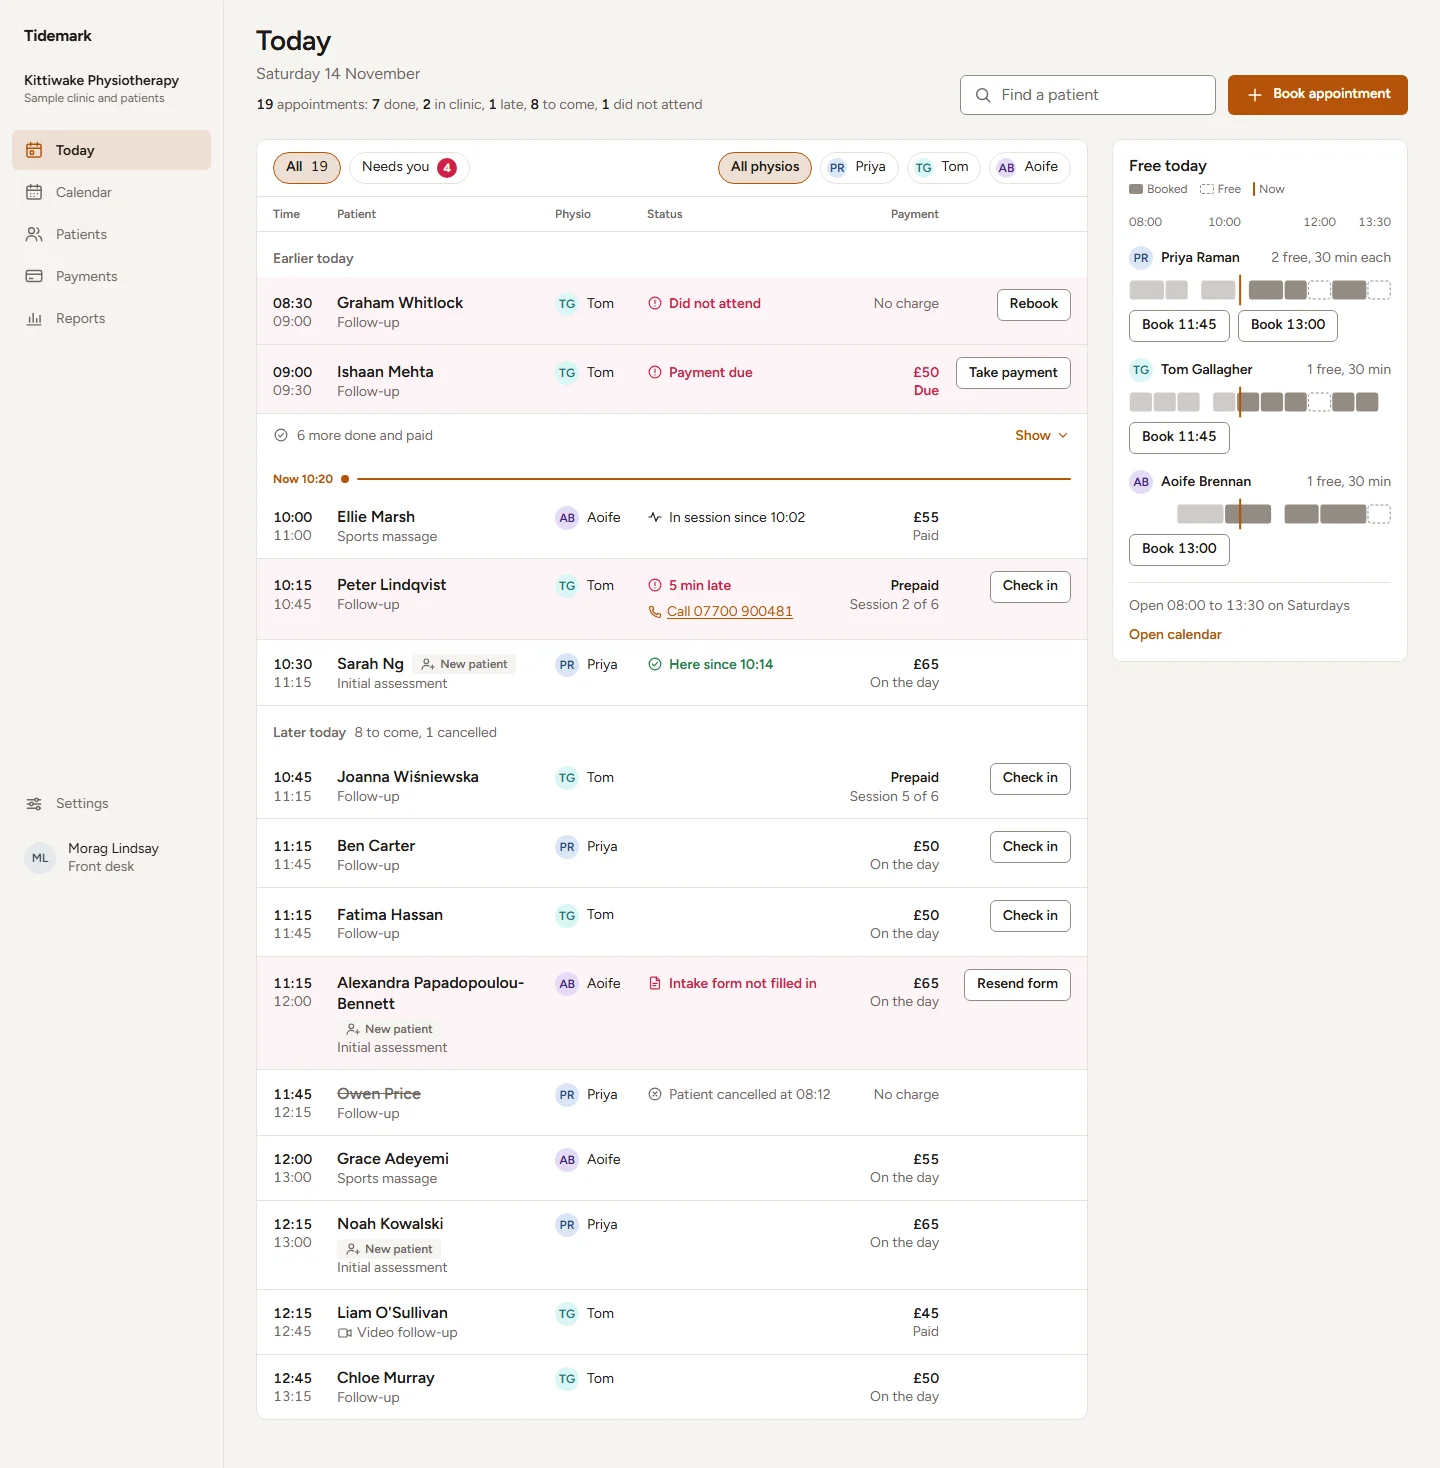 Tidemark
Kittiwake Physiotherapy
Sample clinic and patients
Today
Calendar
Patients
Payments
Reports
Settings
ML
Morag Lindsay
Front desk
Today
Saturday 14 November
19 appointments: 7 done, 2 in clinic, 1 late, 8 to come, 1 did not attend
Find a patient
Book appointment
All 19
Needs you 4
All physios
PR Priya
TG Tom
AB Aoife
Time Patient Physio Status Payment
Earlier today
08:30 Graham Whitlock TG Tom Did not attend No charge Rebook
09:00 Follow-up
09:00 Ishaan Mehta TG Tom Payment due £50 Take payment
09:30 Follow-up Due
6 more done and paid Show
Now 10:20
10:00 Ellie Marsh AB Aoife In session since 10:02 £55
11:00 Sports massage Paid
10:15 Peter Lindqvist TG Tom 5 min late Prepaid Check in
10:45 Follow-up Call 07700 900481 Session 2 of 6
10:30 Sarah Ng New patient PR Priya Here since 10:14 £65
11:15 Initial assessment On the day
Later today 8 to come, 1 cancelled
10:45 Joanna Wiśniewska TG Tom Prepaid Check in
11:15 Follow-up Session 5 of 6
11:15 Ben Carter PR Priya £50 Check in
11:45 Follow-up On the day
11:15 Fatima Hassan TG Tom £50 Check in
11:45 Follow-up On the day
11:15 Alexandra Papadopoulou- AB Aoife Intake form not filled in £65 Resend form
12:00 Bennett On the day
New patient
Initial assessment
11:45 Owen Price PR Priya Patient cancelled at 08:12 No charge
12:15 Follow-up
12:00 Grace Adeyemi AB Aoife £55
13:00 Sports massage On the day
12:15 Noah Kowalski PR Priya £65
13:00 On the day
New patient
Initial assessment
12:15 Liam O'Sullivan TG Tom £45
12:45 Video follow-up Paid
12:45 Chloe Murray TG Tom £50
13:15 Follow-up On the day
Free today
Booked Free Now
08:00 10:00 12:00 13:30
PR Priya Raman 2 free, 30 min each
Book 11:45 Book 13:00
TG Tom Gallagher 1 free, 30 min
Book 11:45
AB Aoife Brennan 1 free, 30 min
Book 13:00
Open 08:00 to 13:30 on Saturdays
Open calendar